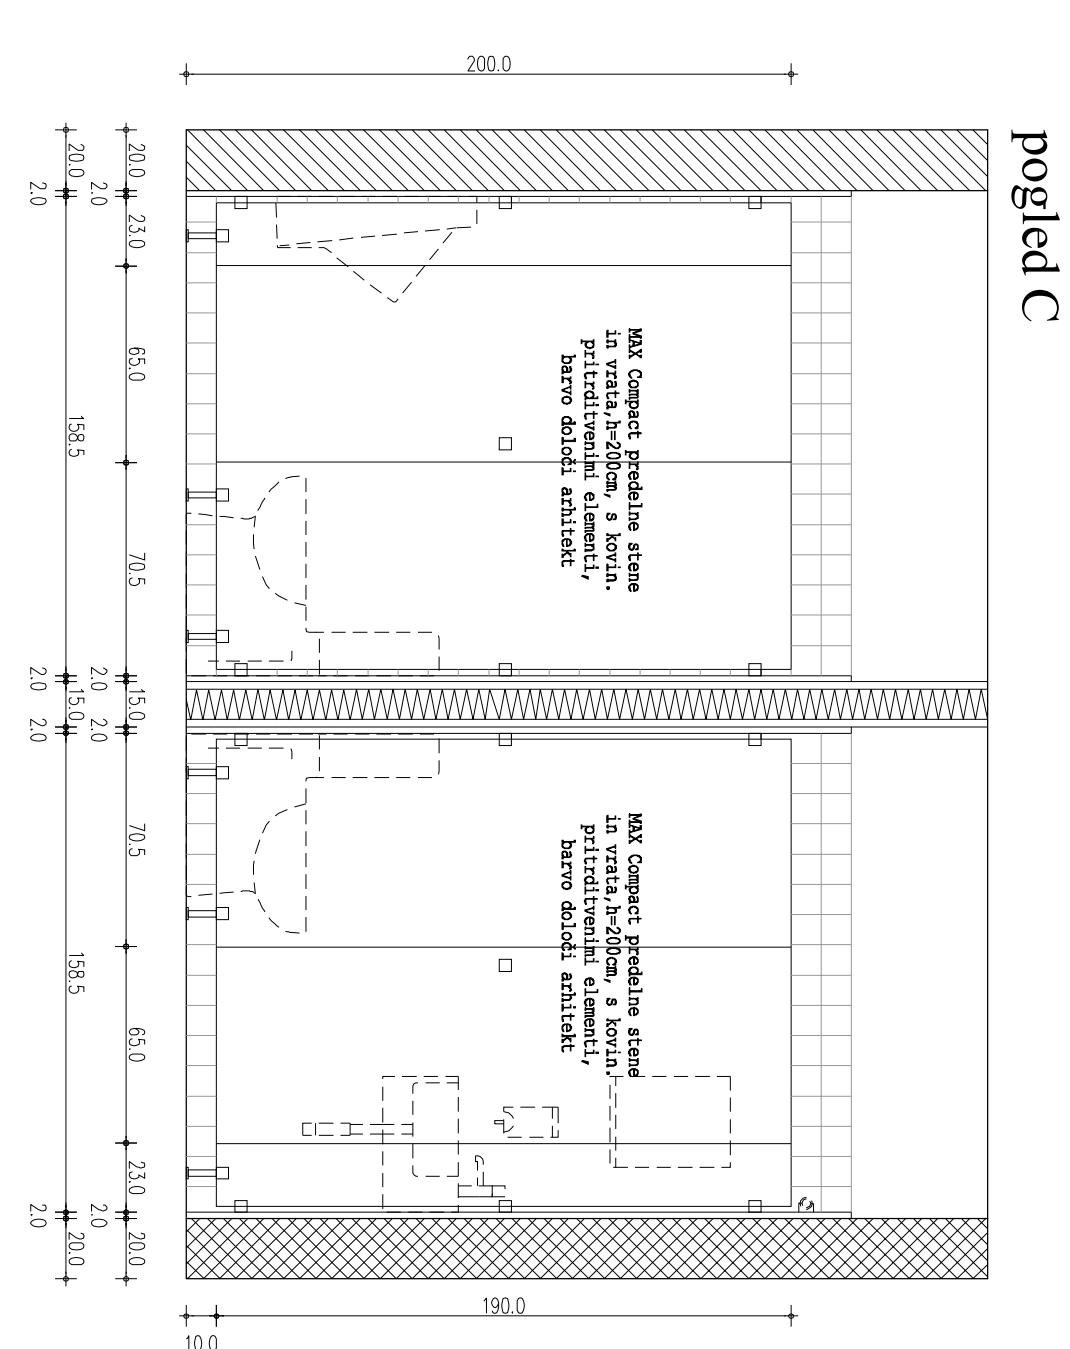 pogled C
200.0
MAX Compact predelne stene
in vrata,h=200cm, s kovin.
pritrditvenimi elementi,
barvo določi arhitekt
MAX Compact predelne stene
in vrata,h=200cm, s kovin.
pritrditvenimi elementi,
barvo določi arhitekt
190.0
10.0
20.0
23.0
65.0
70.5
15.0
70.5
65.0
23.0
20.0
2.0
2.0
2.0
2.0
20.0
158.5
15.0
158.5
20.0
2.0
2.0
2.0
2.0